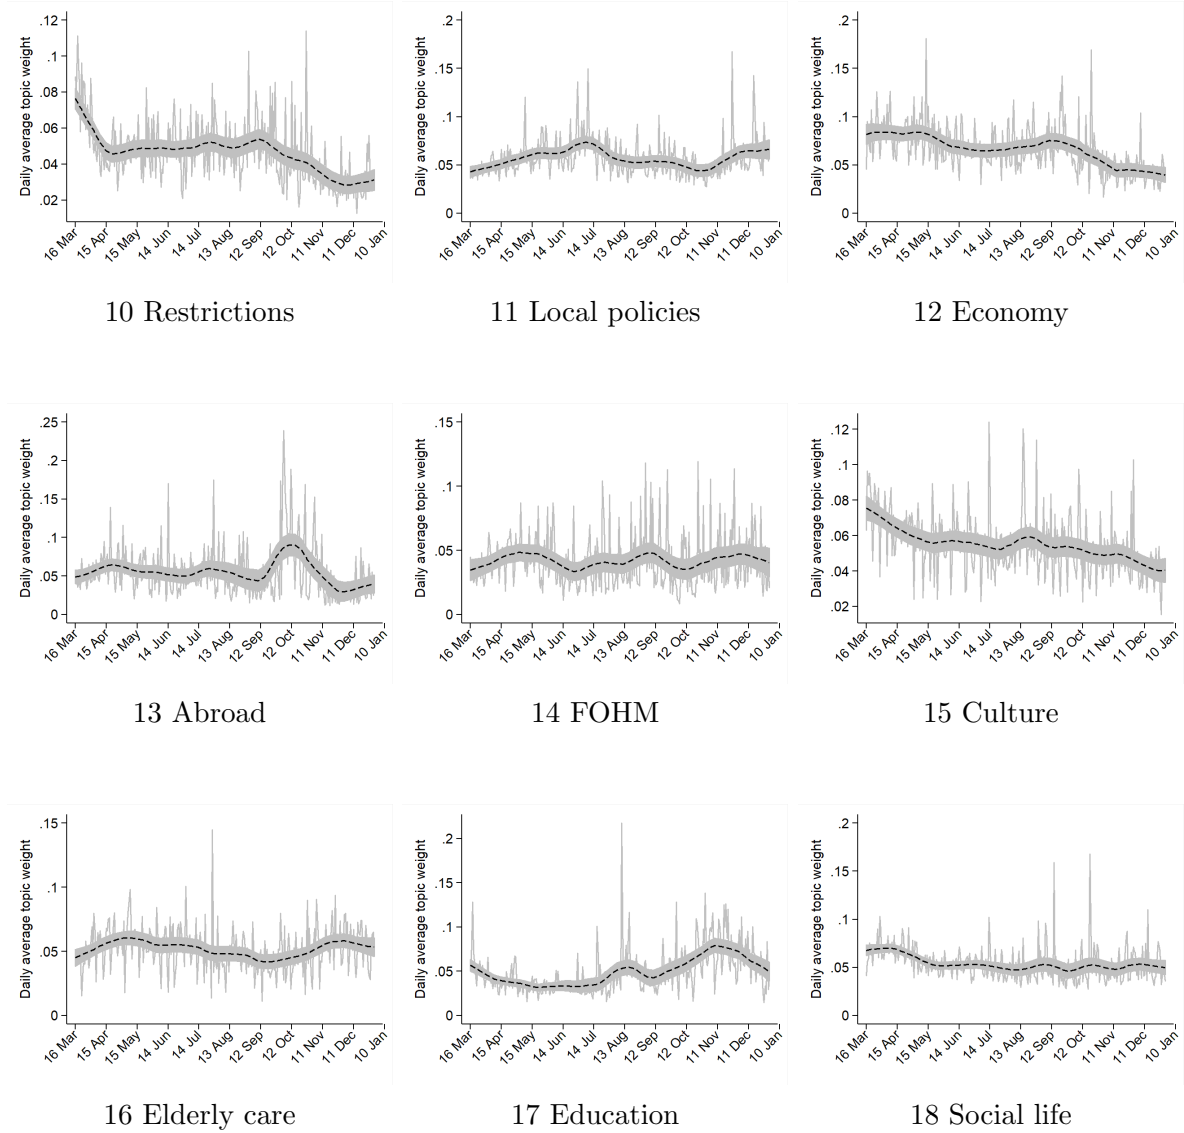 Daily average topic weight
.12
.1
.08
.06
.04
.02
16 Mar
15 Apr
15 May
14 Jun
14 Jul
13 Aug
12 Sep
12 Oct
11 Nov
11 Dec
10 Jan
10 Restrictions
Daily average topic weight
.2
.15
.1
.05
0
16 Mar
15 Apr
15 May
14 Jun
14 Jul
13 Aug
12 Sep
12 Oct
11 Nov
11 Dec
10 Jan
11 Local policies
Daily average topic weight
.2
.15
.1
.05
0
16 Mar
15 Apr
15 May
14 Jun
14 Jul
13 Aug
12 Sep
12 Oct
11 Nov
11 Dec
10 Jan
12 Economy
Daily average topic weight
.25
.2
.15
.1
.05
0
16 Mar
15 Apr
15 May
14 Jun
14 Jul
13 Aug
12 Sep
12 Oct
11 Nov
11 Dec
10 Jan
13 Abroad
Daily average topic weight
.15
.1
.05
0
16 Mar
15 Apr
15 May
14 Jun
14 Jul
13 Aug
12 Sep
12 Oct
11 Nov
11 Dec
10 Jan
14 FOHM
Daily average topic weight
.12
.1
.08
.06
.04
.02
16 Mar
15 Apr
15 May
14 Jun
14 Jul
13 Aug
12 Sep
12 Oct
11 Nov
11 Dec
10 Jan
15 Culture
Daily average topic weight
.15
.1
.05
0
16 Mar
15 Apr
15 May
14 Jun
14 Jul
13 Aug
12 Sep
12 Oct
11 Nov
11 Dec
10 Jan
16 Elderly care
Daily average topic weight
.2
.15
.1
.05
0
16 Mar
15 Apr
15 May
14 Jun
14 Jul
13 Aug
12 Sep
12 Oct
11 Nov
11 Dec
10 Jan
17 Education
Daily average topic weight
.2
.15
.1
.05
0
16 Mar
15 Apr
15 May
14 Jun
14 Jul
13 Aug
12 Sep
12 Oct
11 Nov
11 Dec
10 Jan
18 Social life